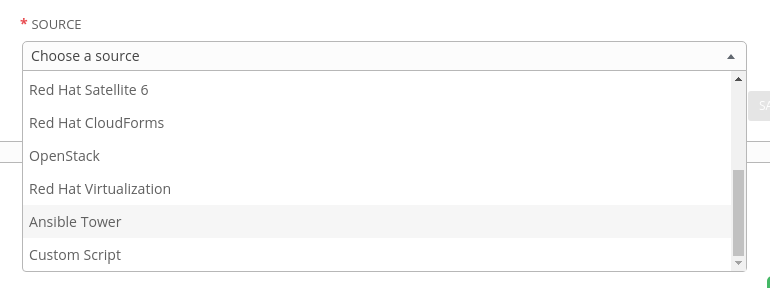 * SOURCE
Choose a source
Red Hat Satellite 6
Red Hat CloudForms
OpenStack
Red Hat Virtualization
Ansible Tower
Custom Script